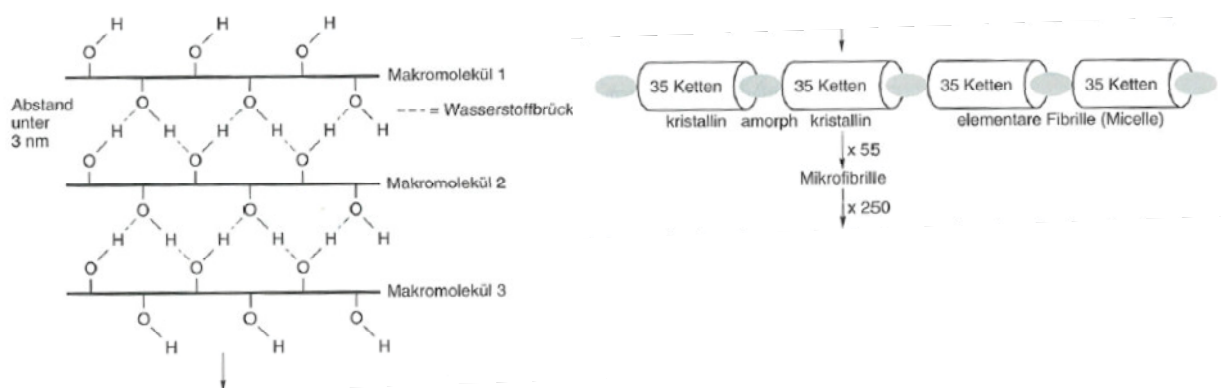 H H H
O O O
Makromolekül 1
O O O
Abstand
unter
3 nm
---- = Wasserstoffbrück
H H H H H H
O O O
Makromolekül 2
O O O
H H H H H H
O O O
Makromolekül 3
O O O
H H H
35 Ketten 35 Ketten 35 Ketten 35 Ketten
kristallin amorph kristallin elementare Fibrille (Micelle)
x 55
Mikrofibrille
x 250